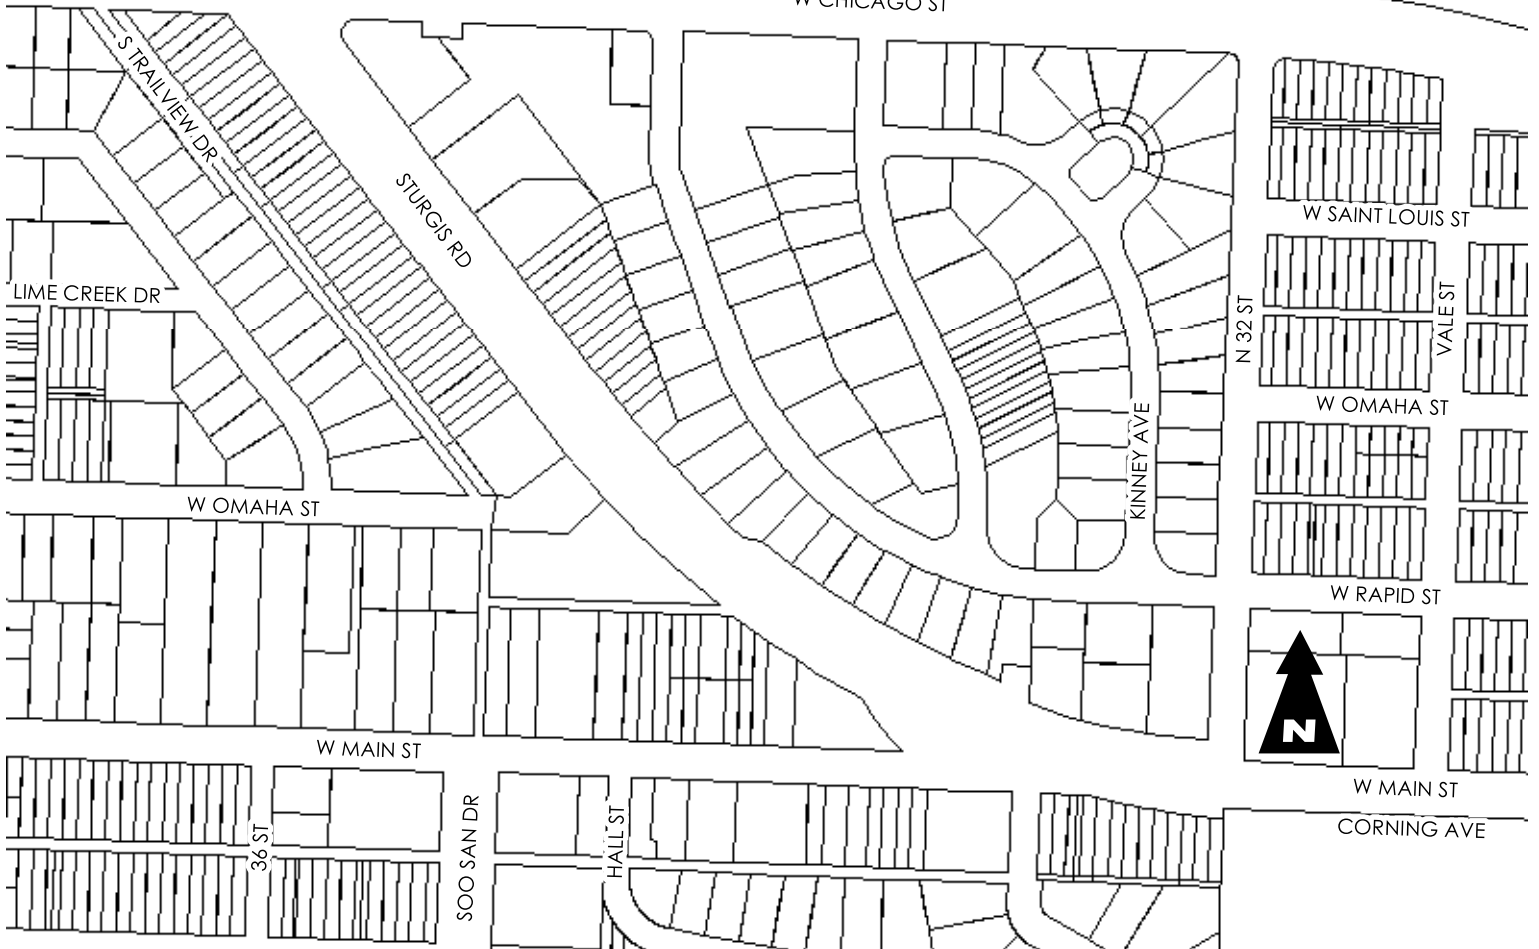 W CHICAGO ST
S TRAILVIEW DR
STURGIS RD
W SAINT LOUIS ST
LIME CREEK DR
N 32 ST
VALE ST
W OMAHA ST
KINNEY AVE
W OMAHA ST
W RAPID ST
N
W MAIN ST
W MAIN ST
CORNING AVE
36 ST
SOO SAN DR
HALL ST